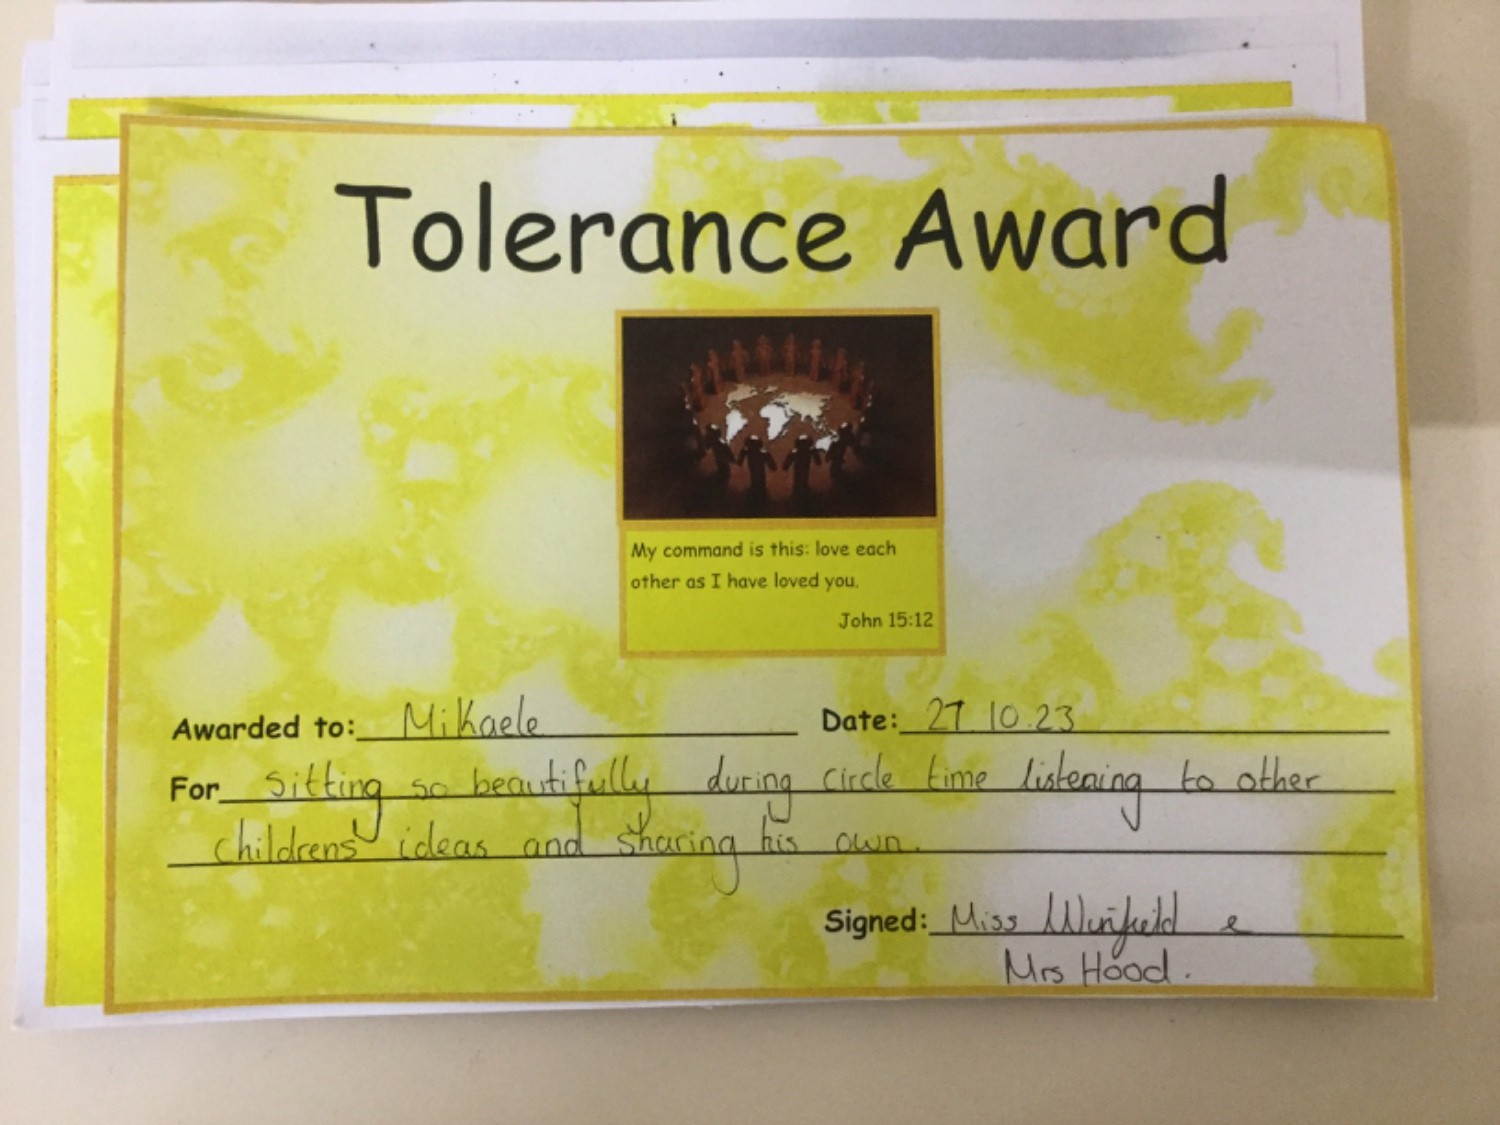 Tolerance Award
My command is this: love each
other as I have loved you.
John 15:12
Awarded to: Mikaele Date: 27.10.23
For sitting so beautifully during circle time listening to other
childrens' ideas and sharing his own.
Signed: Miss Winfield &
Mrs Hood.